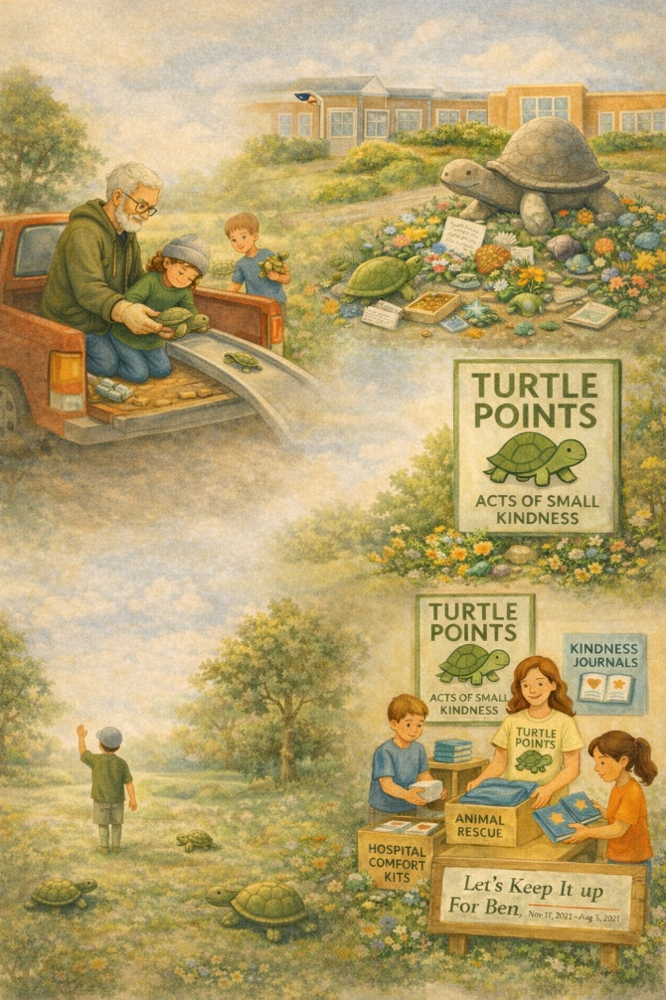 TURTLE
POINTS
ACTS OF SMALL
KINDNESS
TURTLE
POINTS
ACTS OF SMALL
KINDNESS
KINDNESS
JOURNALS
TURTLE
POINTS
ANIMAL
RESCUE
HOSPITAL
COMFORT
KITS
Let's Keep It up
For Ben, Nov 17, 2021 - Aug 3, 2021